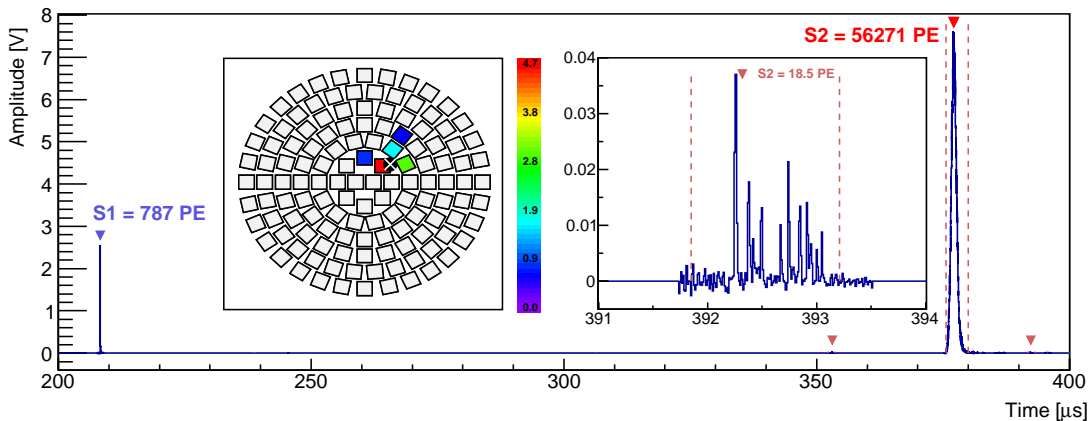 Amplitude [V]
8
7
6
5
4
3
2
1
0
S1 = 787 PE
S2 = 56271 PE
4.7
3.8
2.8
1.9
0.9
0.0
S2 = 18.5 PE
0.04
0.03
0.02
0.01
0
391 392 393 394
200 250 300 350 400
Time [μs]